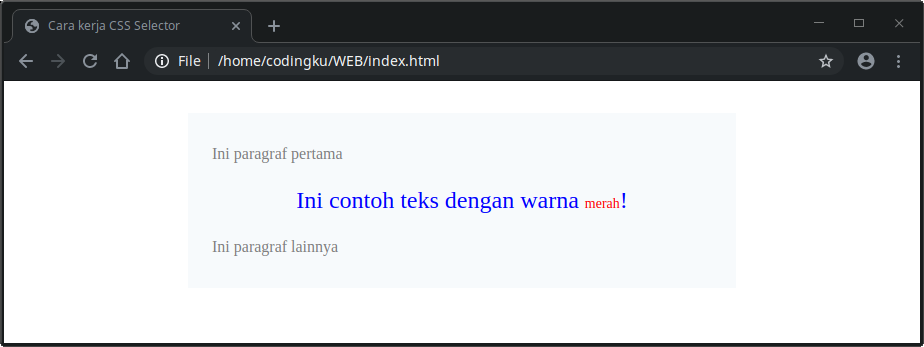 Cara kerja CSS Selector
File /home/codingku/WEB/index.html
Ini paragraf pertama
Ini contoh teks dengan warna merah!
Ini paragraf lainnya